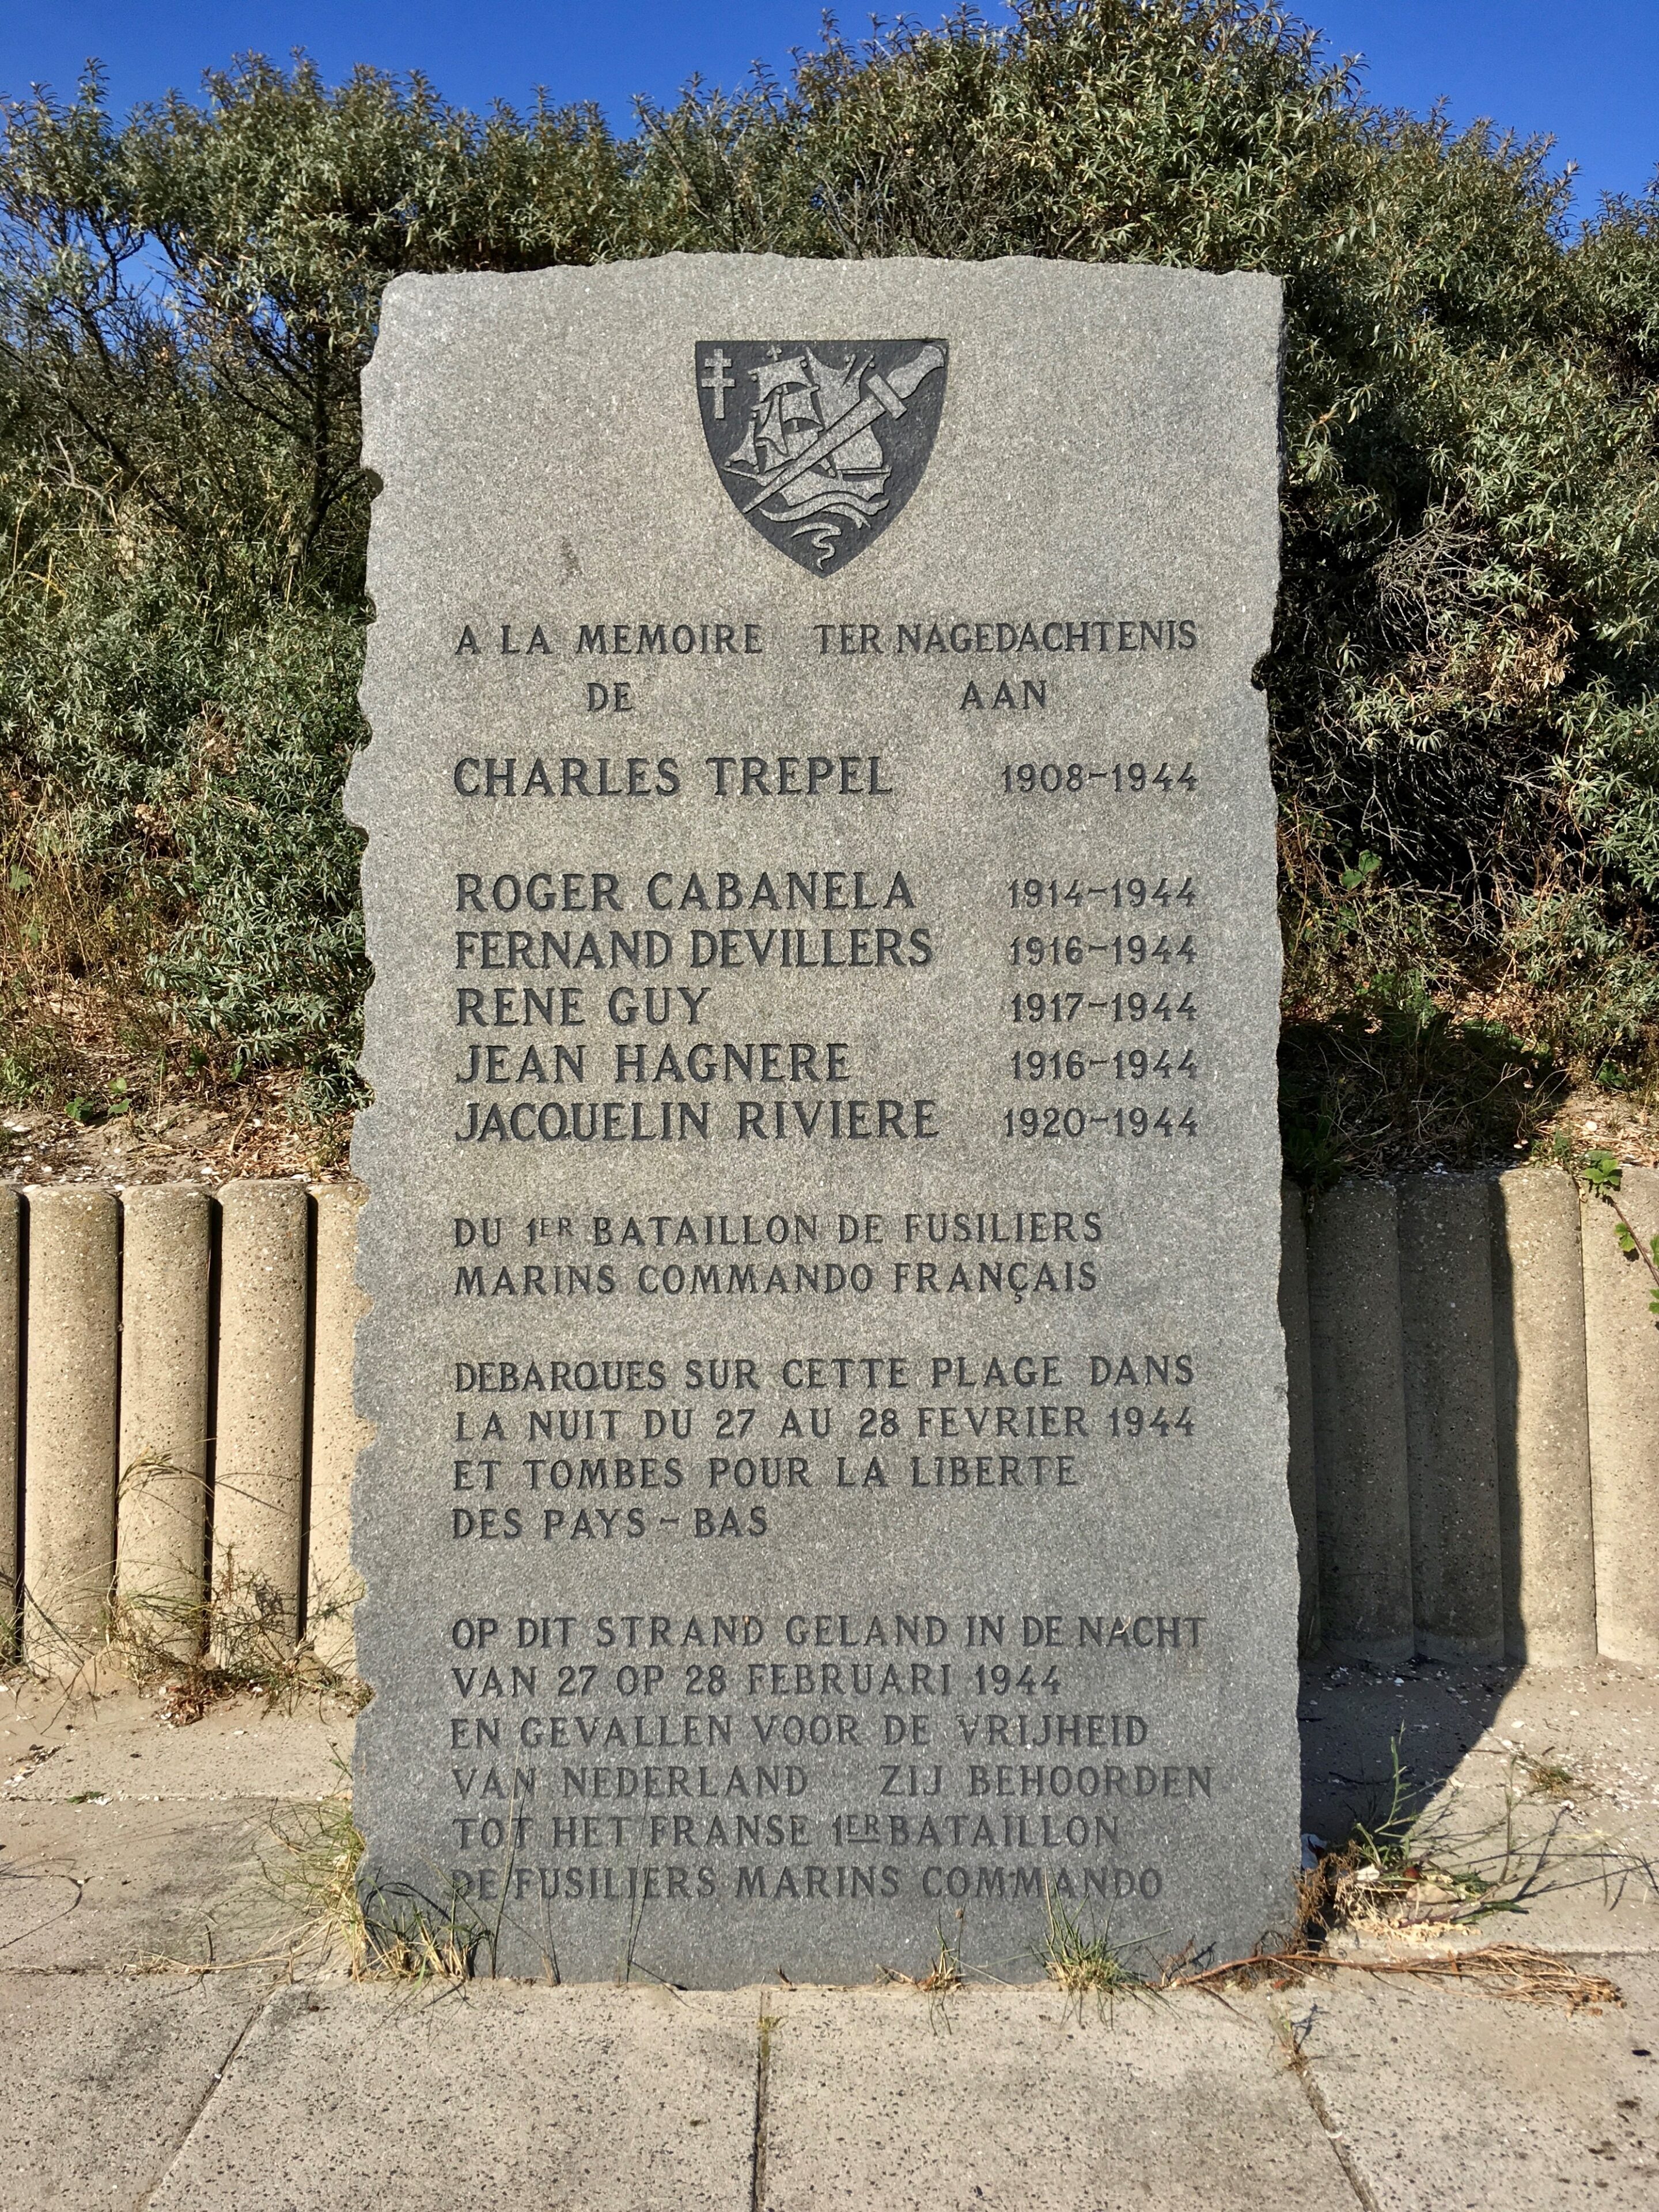 A LA MEMOIRE TER NAGEDACHTENIS
DE AAN
CHARLES TREPEL 1908-1944
ROGER CABANELA 1914-1944
FERNAND DEVILLERS 1916-1944
RENE GUY 1917-1944
JEAN HAGNERE 1916-1944
JACQUELIN RIVIERE 1920-1944
DU 1ER BATAILLON DE FUSILIERS
MARINS COMMANDO FRANÇAIS
DEBARQUES SUR CETTE PLAGE DANS
LA NUIT DU 27 AU 28 FEVRIER 1944
ET TOMBES POUR LA LIBERTE
DES PAYS-BAS
OP DIT STRAND GELAND IN DE NACHT
VAN 27 OP 28 FEBRUARI 1944
EN GEVALLEN VOOR DE VRIJHEID
VAN NEDERLAND ZIJ BEHOORDEN
TOT HET FRANSE 1ER BATAILLON
DE FUSILIERS MARINS COMMANDO